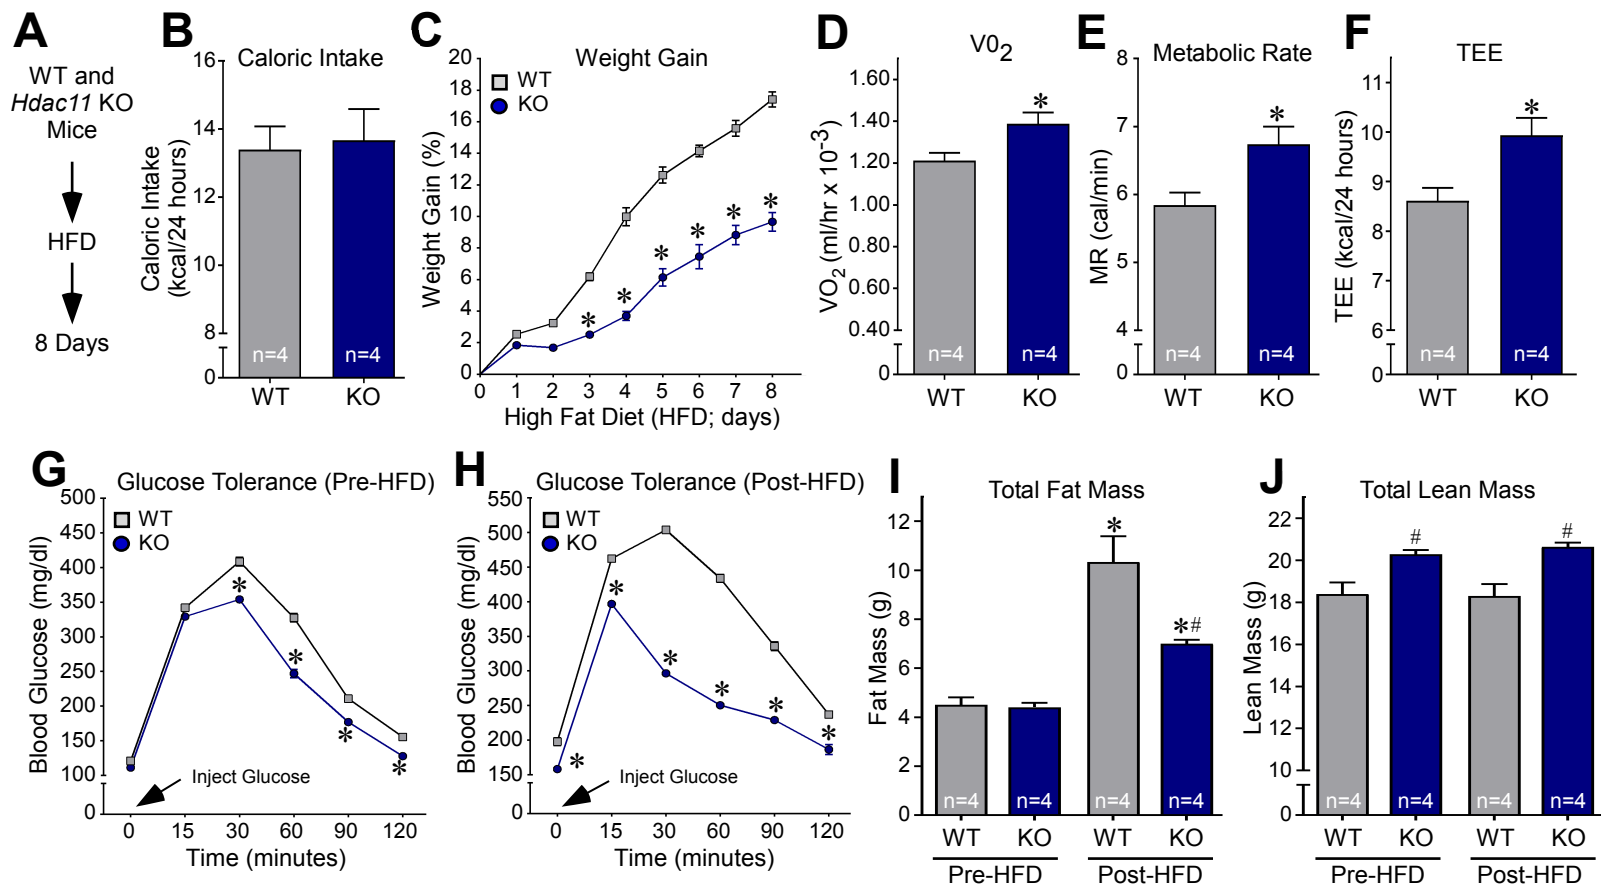 A
WT and
Hdac11 KO
Mice
HFD
8 Days
B
Caloric Intake
Caloric Intake
(kcal/24 hours)
16
14
12
10
8
0
n=4
n=4
WT
KO
C
Weight Gain
WT
KO
Weight Gain (%)
20
18
16
14
12
10
8
6
4
2
0
* * * * * *
0 1 2 3 4 5 6 7 8
High Fat Diet (HFD; days)
D
V02
VO2 (ml/hr x 10-3)
1.60
1.40
1.20
1.00
0.80
0.60
0.40
0
*
n=4
n=4
WT
KO
E
Metabolic Rate
MR (cal/min)
8
7
6
5
4
0
*
n=4
n=4
WT
KO
F
TEE
TEE (kcal/24 hours)
11
10
9
8
7
6
0
*
n=4
n=4
WT
KO
G
Glucose Tolerance (Pre-HFD)
WT
KO
Blood Glucose (mg/dl)
500
450
400
350
300
250
200
150
100
0
* * * *
Inject Glucose
0 15 30 60 90 120
Time (minutes)
H
Glucose Tolerance (Post-HFD)
WT
KO
Blood Glucose (mg/dl)
550
500
450
400
350
300
250
200
150
0
* * * * * *
Inject Glucose
0 15 30 60 90 120
Time (minutes)
I
Total Fat Mass
Fat Mass (g)
12
10
8
6
4
2
0
*
*#
n=4
n=4
n=4
n=4
WT KO WT KO
Pre-HFD Post-HFD
J
Total Lean Mass
Lean Mass (g)
22
20
18
16
14
12
10
0
#
#
n=4
n=4
n=4
n=4
WT KO WT KO
Pre-HFD Post-HFD